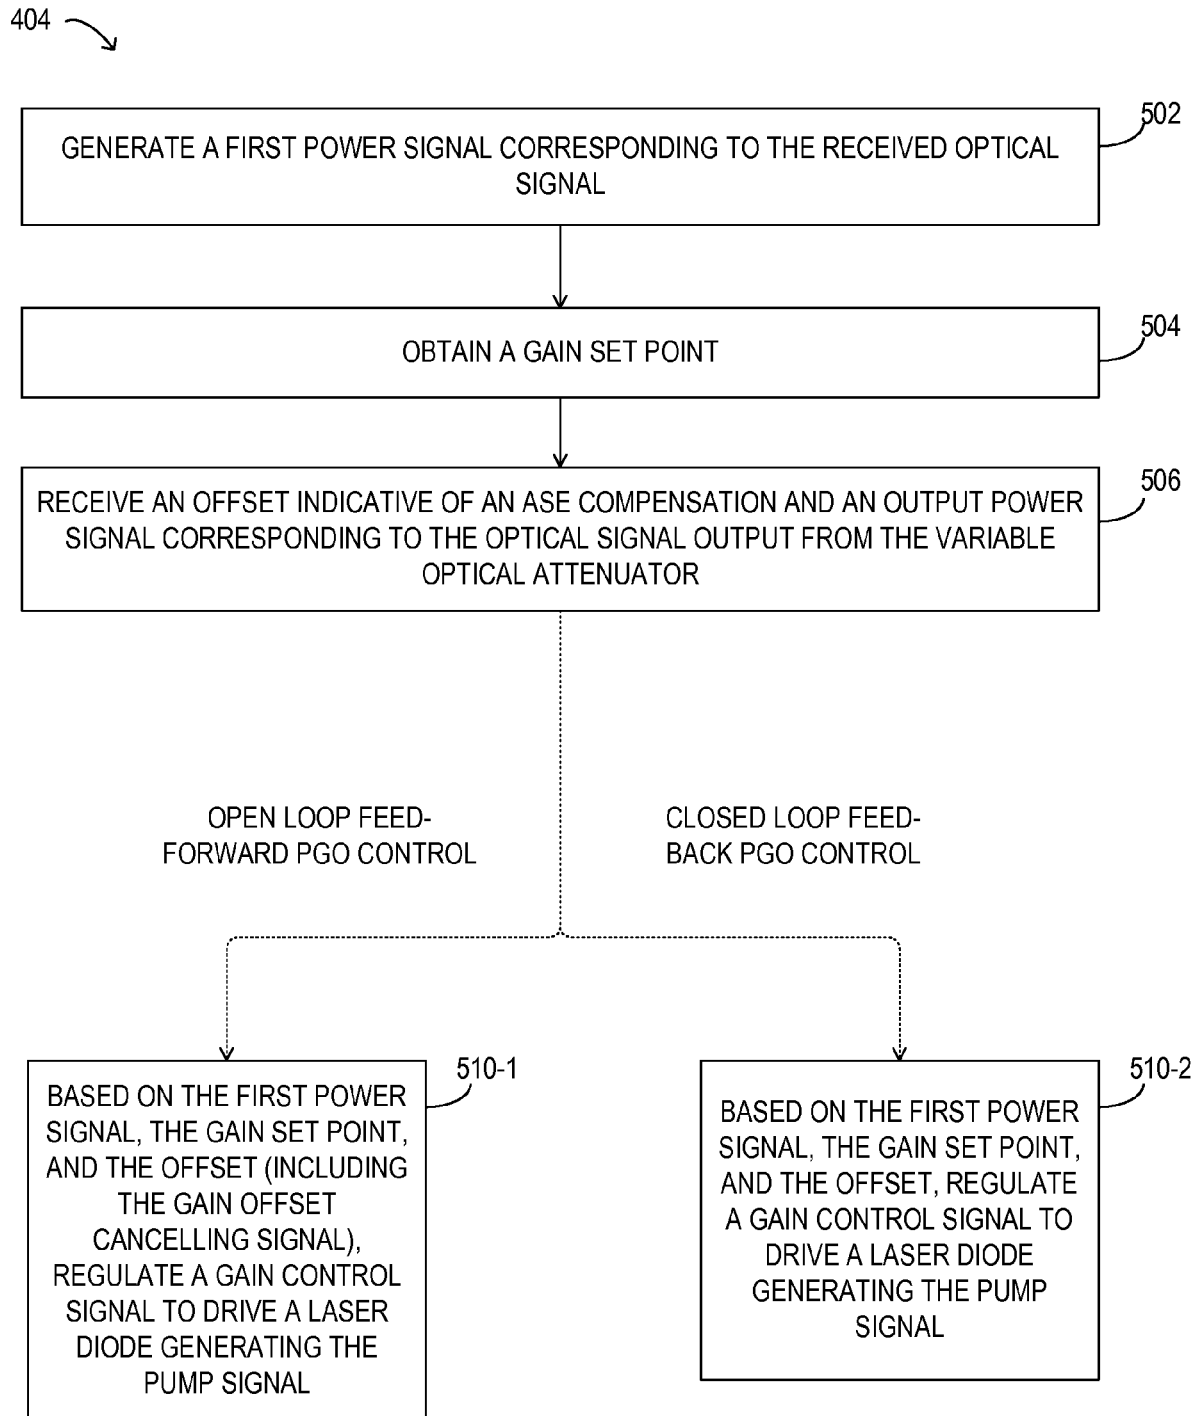 404
502
GENERATE A FIRST POWER SIGNAL CORRESPONDING TO THE RECEIVED OPTICAL
SIGNAL
504
OBTAIN A GAIN SET POINT
506
RECEIVE AN OFFSET INDICATIVE OF AN ASE COMPENSATION AND AN OUTPUT POWER
SIGNAL CORRESPONDING TO THE OPTICAL SIGNAL OUTPUT FROM THE VARIABLE
OPTICAL ATTENUATOR
OPEN LOOP FEED-
FORWARD PGO CONTROL
CLOSED LOOP FEED-
BACK PGO CONTROL
510-1
BASED ON THE FIRST POWER
SIGNAL, THE GAIN SET POINT,
AND THE OFFSET (INCLUDING
THE GAIN OFFSET
CANCELLING SIGNAL),
REGULATE A GAIN CONTROL
SIGNAL TO DRIVE A LASER
DIODE GENERATING THE
PUMP SIGNAL
510-2
BASED ON THE FIRST POWER
SIGNAL, THE GAIN SET POINT,
AND THE OFFSET, REGULATE
A GAIN CONTROL SIGNAL TO
DRIVE A LASER DIODE
GENERATING THE PUMP
SIGNAL